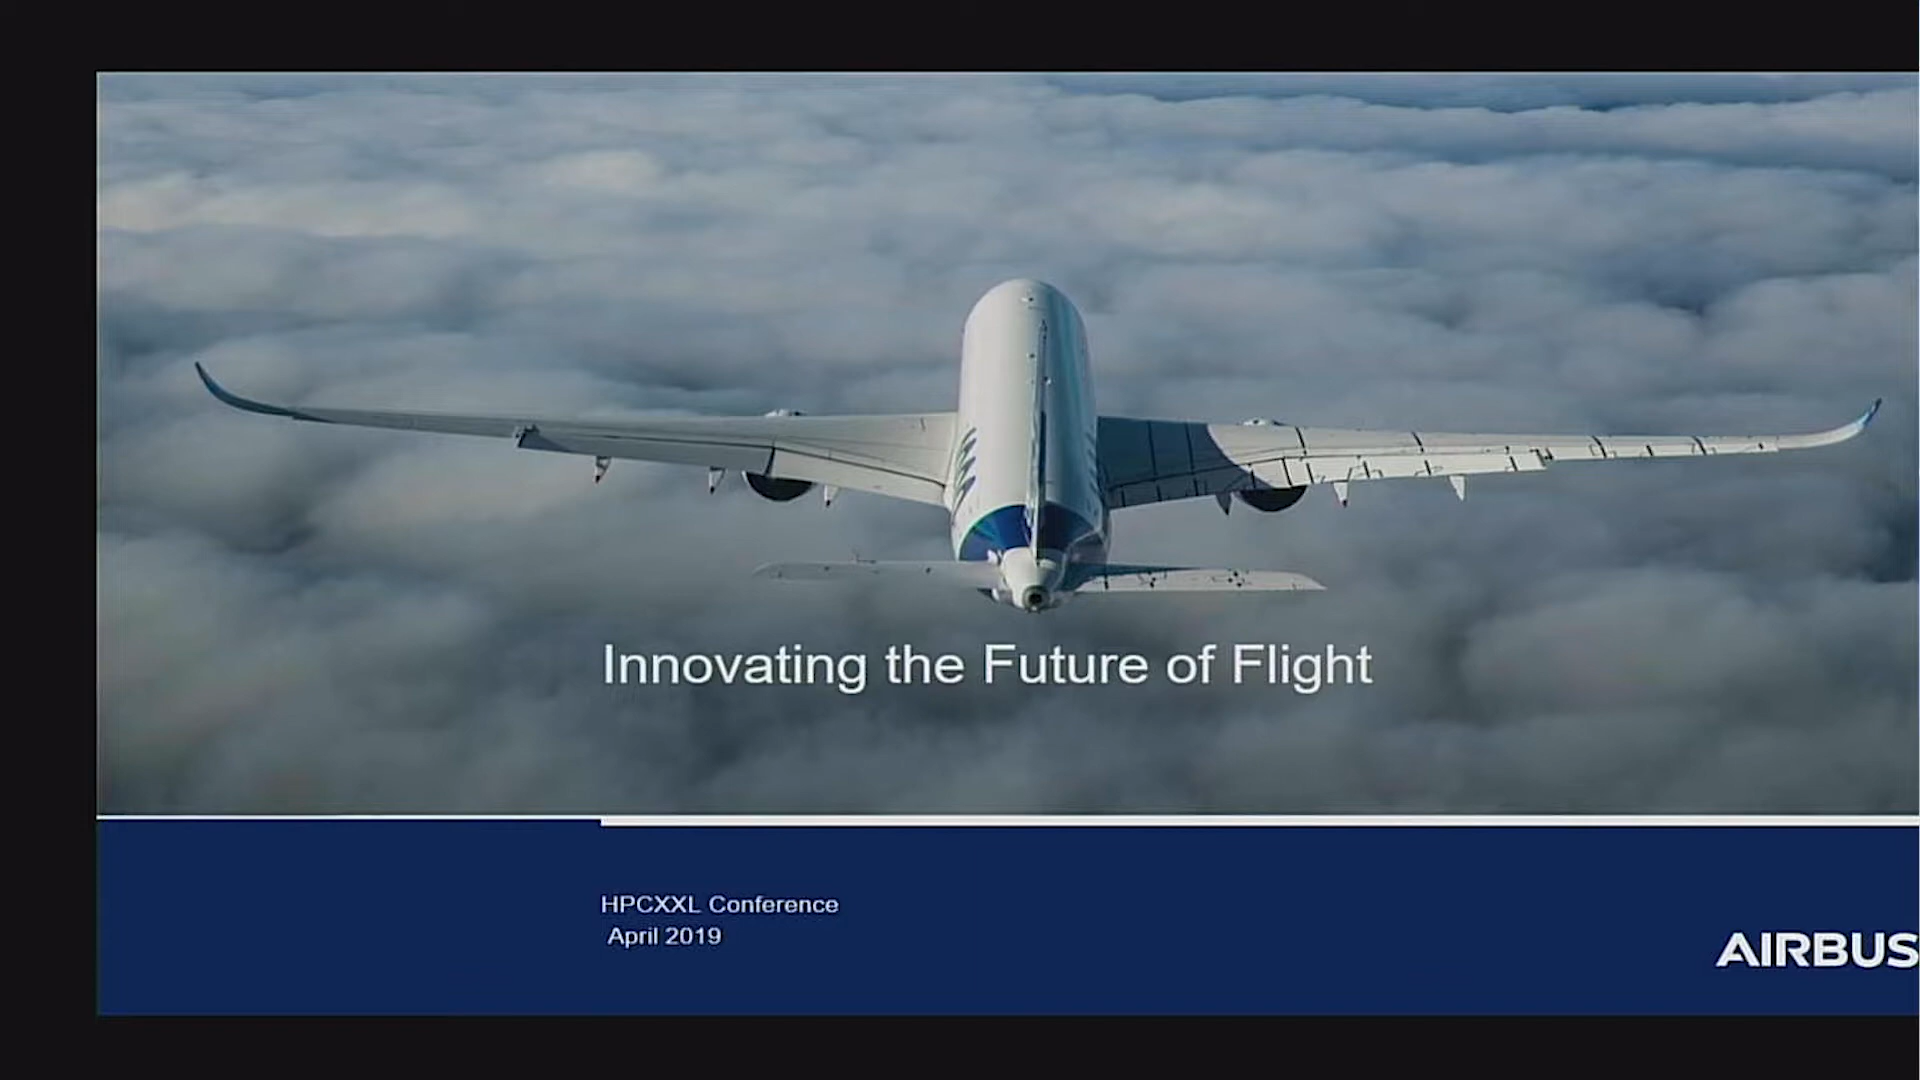 Innovating the Future of Flight
HPCXXL Conference
April 2019
AIRBUS